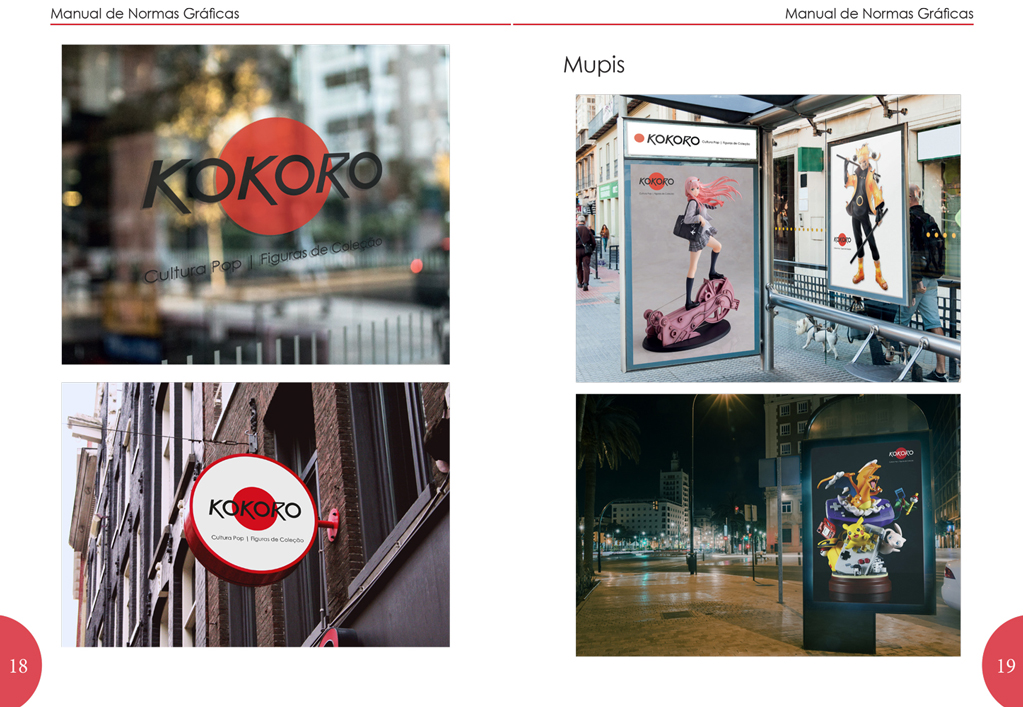 Manual de Normas Gráficas
Manual de Normas Gráficas
KOKORO
Cultura Pop | Figuras de Coleção
KOKORO
Cultura Pop | Figuras de Coleção
18
Mupis
KOKORO Cultura Pop | Figuras de Coleção
KOKORO
KOKORO
KOKORO
19